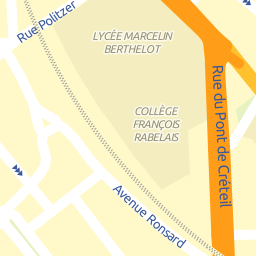 Rue Politzer
LYCÉE MARCELIN
BERTHELOT
COLLÈGE
FRANÇOIS
RABELAIS
Rue du Pont de Créteil
Avenue Ronsard